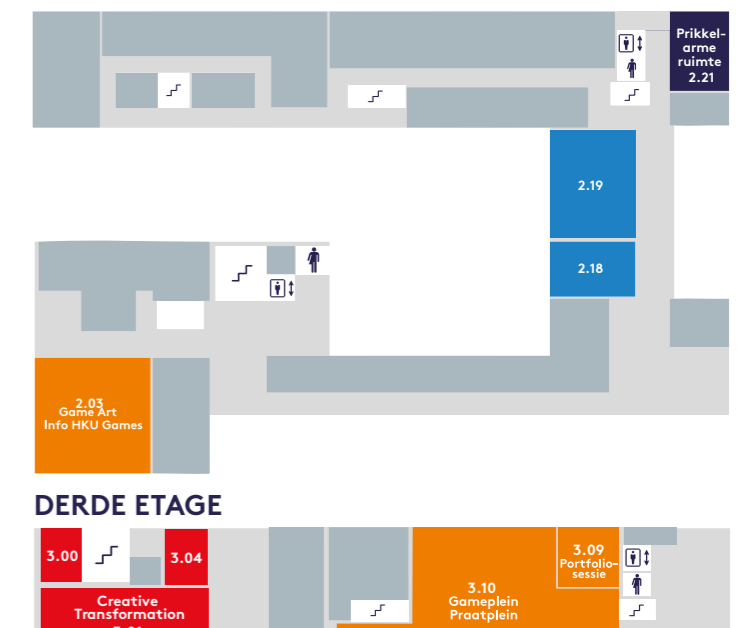 Prikkel-
arme
ruimte
2.21
2.19
2.18
2.03
Game Art
Info HKU Games
DERDE ETAGE
3.00
3.04
3.09
Portfolio-
sessie
3.10
Gameplein
Praatplein
Creative
Transformation